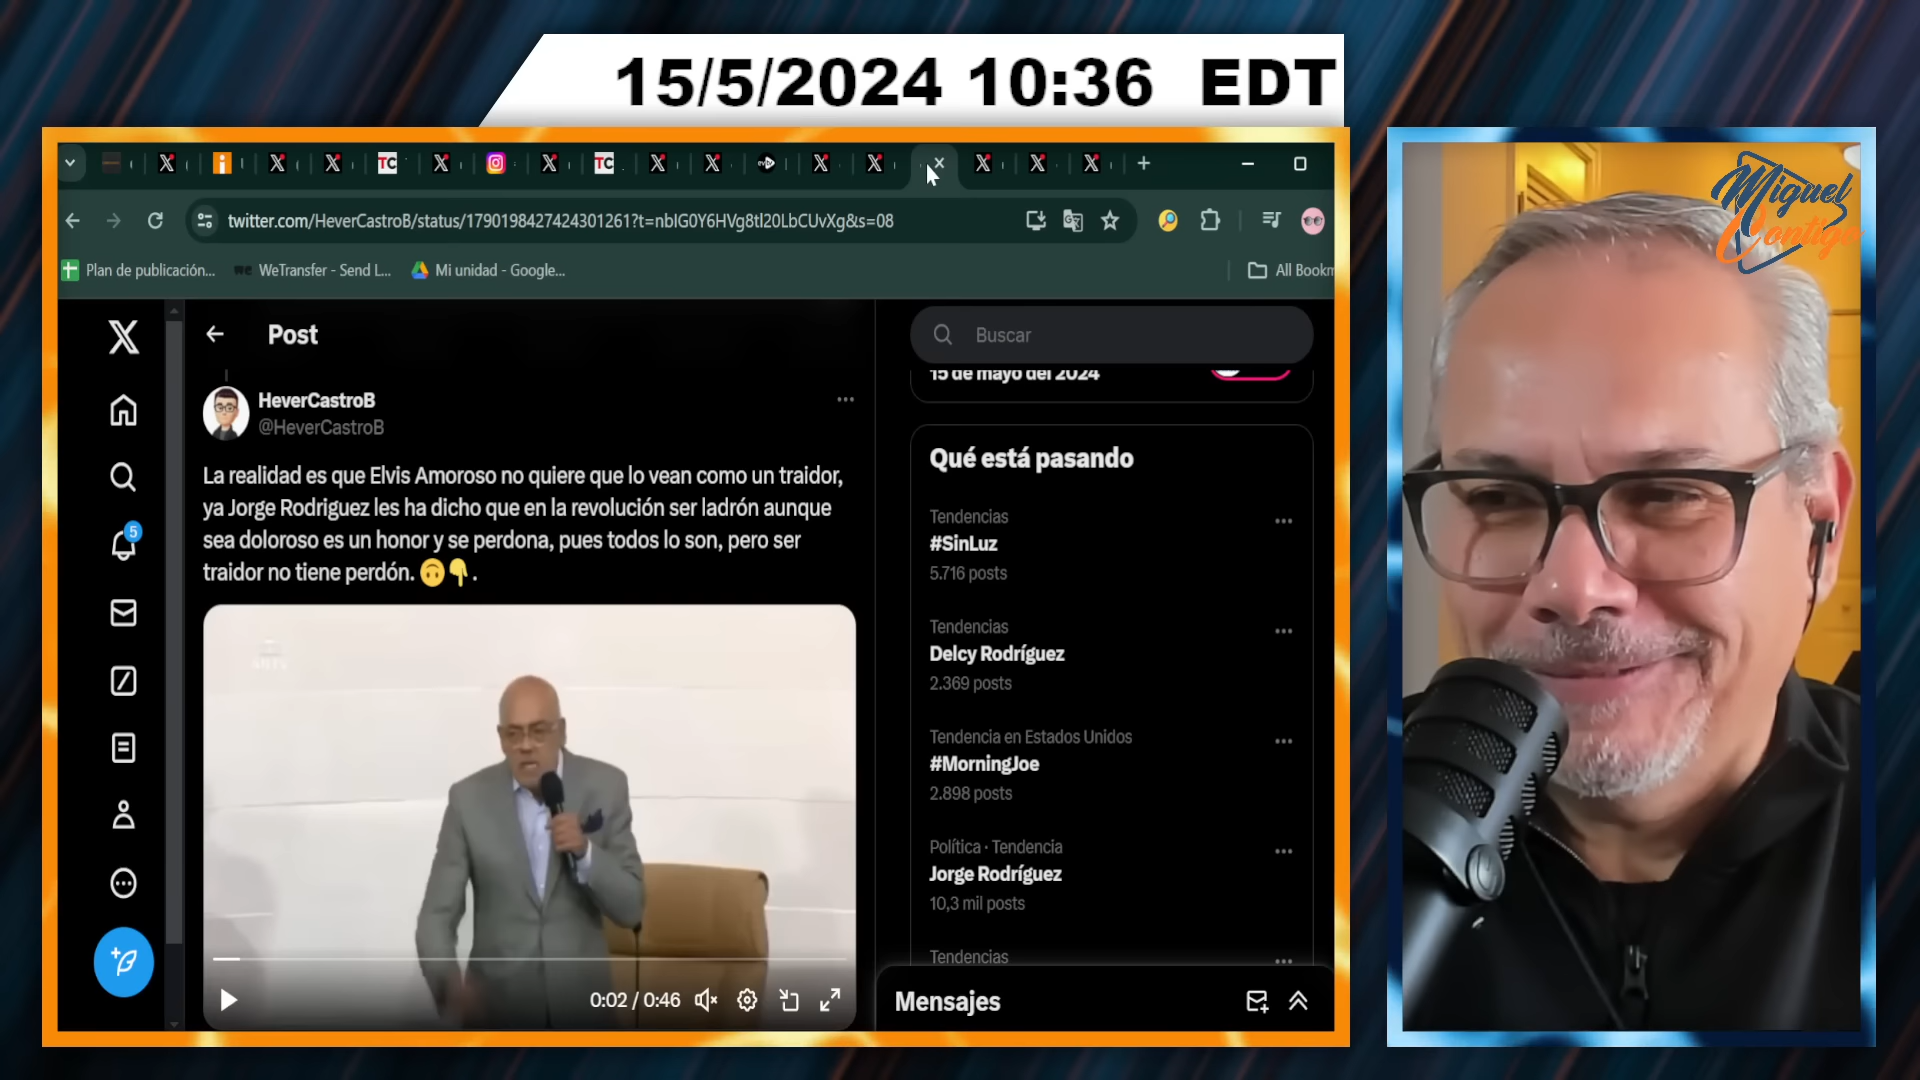 15/5/2024 10:36 EDT
Miguel
Contigo
TC
TC
twitter.com/HeverCastroB/status/1790198427424301261?t=nblG0Y6HVg8tI20LbCUvXg&s=08
Plan de publicación...
WeTransfer - Send L...
Mi unidad - Google...
All Bookm
Post
Buscar
15 de mayo del 2024
HeverCastroB
@HeverCastroB
La realidad es que Elvis Amoroso no quiere que lo vean como un traidor,
ya Jorge Rodriguez les ha dicho que en la revolución ser ladrón aunque
sea doloroso es un honor y se perdona, pues todos lo son, pero ser
traidor no tiene perdón. 🙃👇.
5
0:02 / 0:46
Qué está pasando
Tendencias
#SinLuz
5.716 posts
Tendencias
Delcy Rodríguez
2.369 posts
Tendencia en Estados Unidos
#MorningJoe
2.898 posts
Política · Tendencia
Jorge Rodríguez
10,3 mil posts
Tendencias
Mensajes